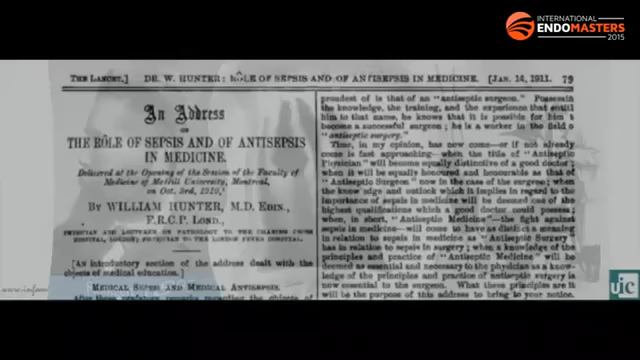 INTERNATIONAL
ENDOMASTERS
2015
THE LANCET,] DR. W. HUNTER: RÔLE OF SEPSIS AND OF ANTISEPSIS IN MEDICINE. [JAN. 14, 1911. 79
An Address
ON
THE RÔLE OF SEPSIS AND OF ANTISEPSIS
IN MEDICINE.
Delivered at the Opening of the Session of the Faculty of
Medicine of McGill University, Montreal,
on Oct. 3rd, 1910,
BY WILLIAM HUNTER, M.D. EDIN.,
F.R.C.P. LOND.,
PHYSICIAN AND LECTURER ON PATHOLOGY TO THE CHARING CROSS
HOSPITAL, LONDON; PHYSICIAN TO THE LONDON FEVER HOSPITAL.
[An introductory section of the address dealt with the
objects of medical education.]
MEDICAL SEPSIS AND MEDICAL ANTISEPSIS.
After these prefatory remarks regarding the objects of
proudest of is that of an "antiseptic surgeon." Possessin
the knowledge, the training, and the experience that entitl
him to that name, he knows that it is possible for him t
become a successful surgeon; he is a worker in the field o
"antiseptic surgery."
Time, in my opinion, has now come—or if not already
come is fast approaching—when the title of "Antiseptic
Physician" will become equally distinctive of a good doctor;
when it will be equally honoured and honourable as that of
"Antiseptic Surgeon" now in the case of the surgeon; when
the knowledge and which it implies in regard to the
importance of sepsis in medicine will be deemed one of the
highest qualifications which a good doctor could possess;
when, in short, "Antiseptic Medicine"—the fight against
sepsis in medicine—will come to have as distinct a meaning
in relation to sepsis in medicine as "Antiseptic Surgery
has in relation to sepsis in surgery; when a knowledge of the
principles and practice of "Antiseptic Medicine" will be
deemed as essential and necessary to the physician as a know-
ledge of the principles and practice of antiseptic surgery is
now essential to the surgeon. What these principles are it
will be the purpose of this address to bring to your notice.
uic